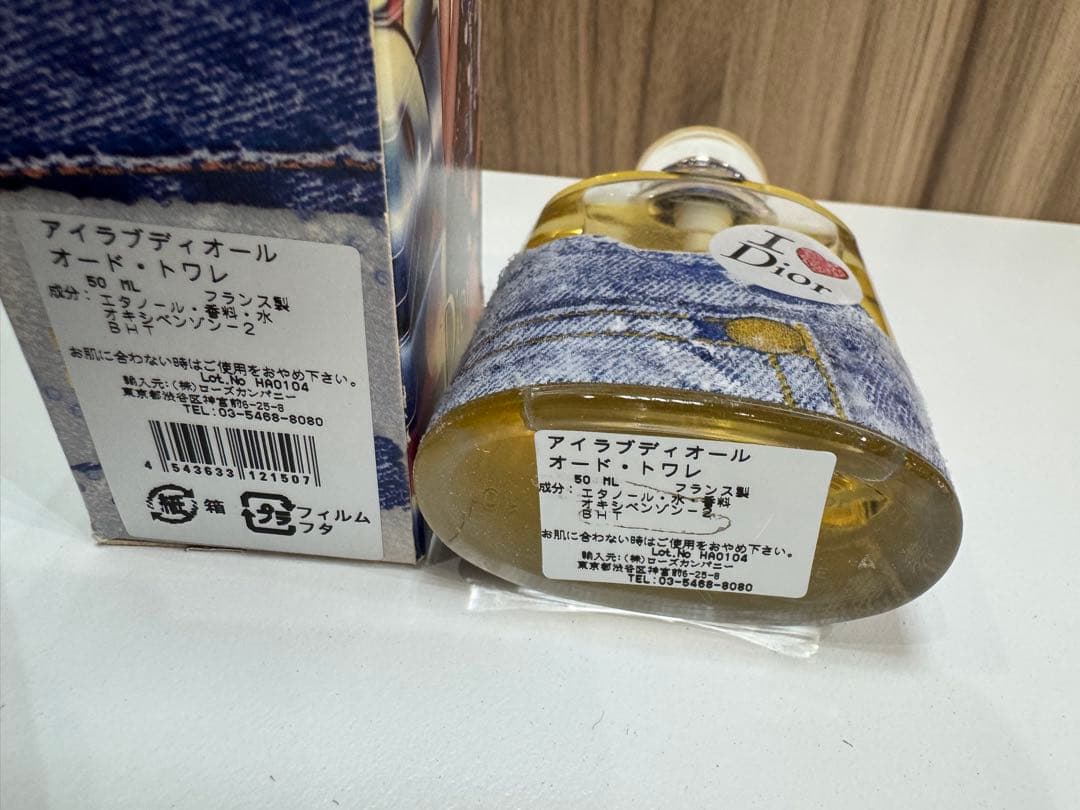 アイラブディオール
オード・トワレ
50 ML フランス製
成分: エタノール・香料・水
オキシベンゾン-2
BHT
お肌に合わない時はご使用をおやめ下さい。
Lot.No HA0104
輸入元:(株)ローズカンパニー
東京都渋谷区神宮前6-25-8
TEL:03-5468-8080
4 543633 121507
紙 箱 プラ フィルム
フタ
I
Dior
アイラブディオール
オード・トワレ
50 ML フランス製
成分: エタノール・水・香料
オキシベンゾン-2
BHT
お肌に合わない時はご使用をおやめ下さい。
Lot.No HA0104
輸入元:(株)ローズカンパニー
東京都渋谷区神宮前6-25-8
TEL:03-5468-8080